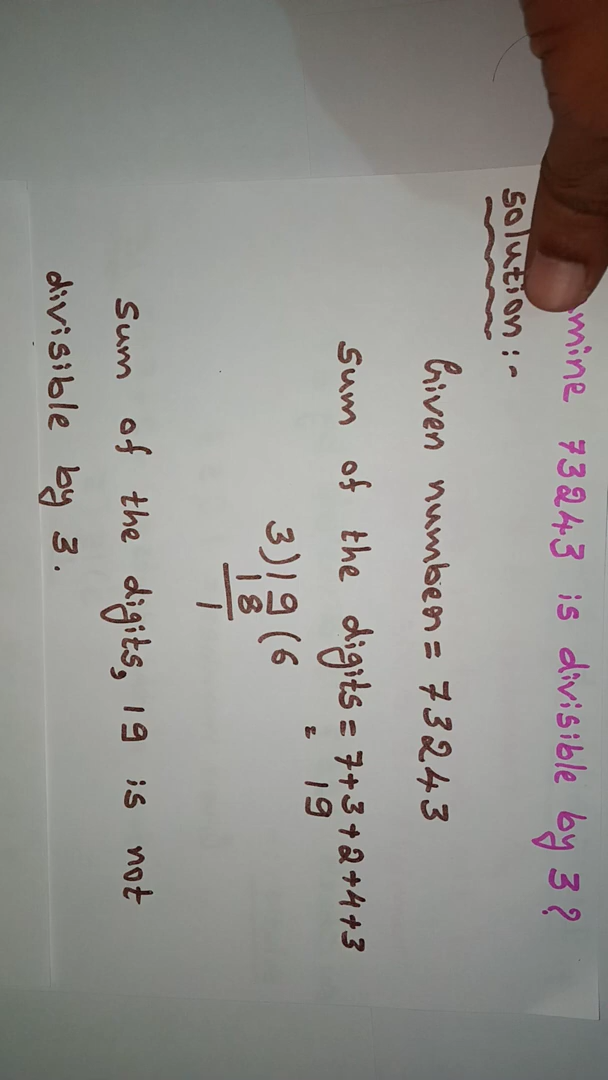 mine 73243 is divisible by 3?
Solution :-
Given number = 73243
Sum of the digits = 7+3+2+4+3
= 19
3)19(6
18
1
Sum of the digits, 19 is not
divisible by 3.